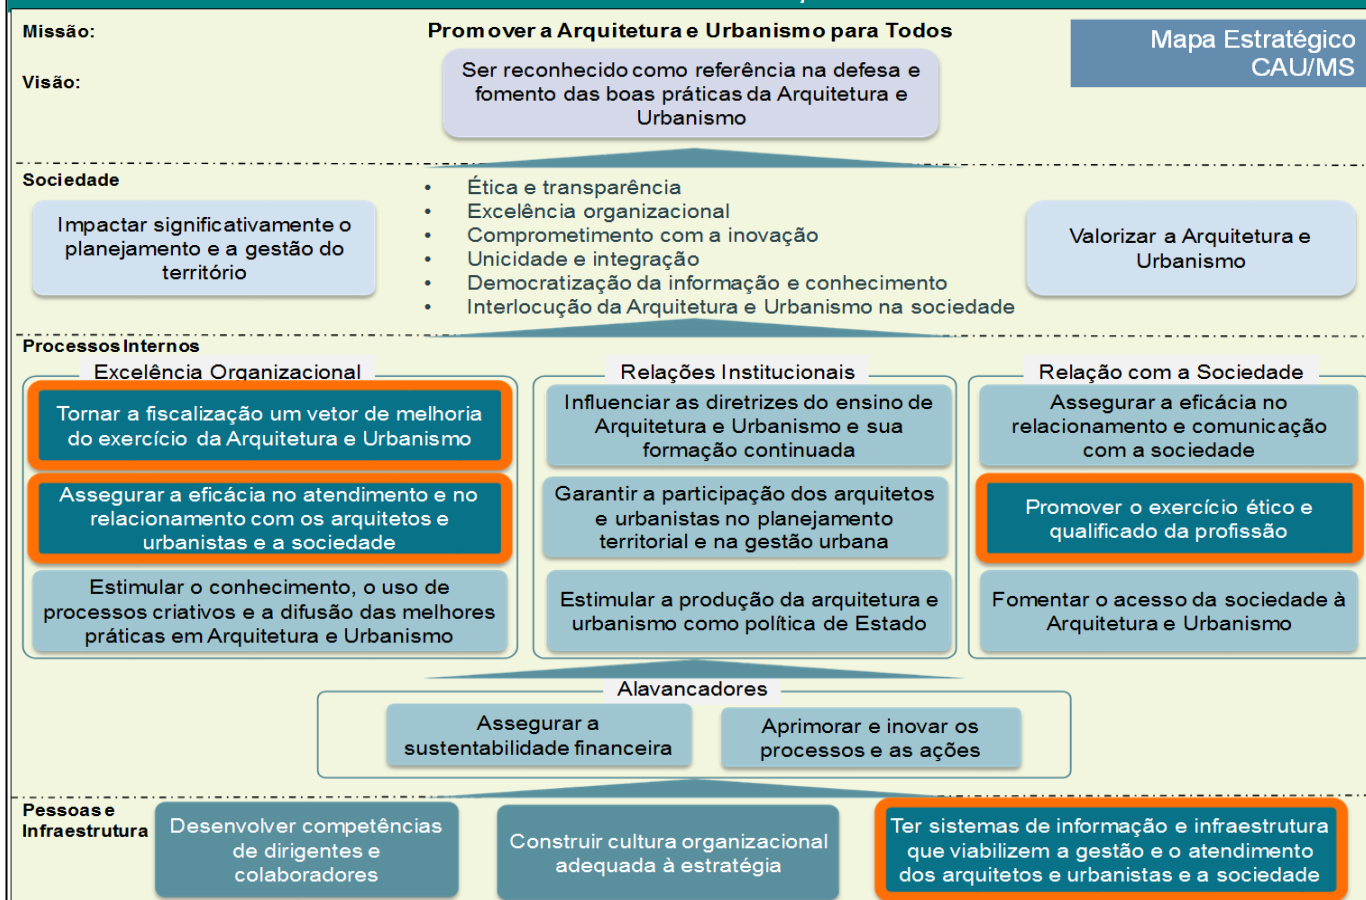 Missão:
Promover a Arquitetura e Urbanismo para Todos
Mapa Estratégico
CAU/MS
Visão:
Ser reconhecido como referência na defesa e
fomento das boas práticas da Arquitetura e
Urbanismo
Sociedade
Impactar significativamente o
planejamento e a gestão do
território
• Ética e transparência
• Excelência organizacional
• Comprometimento com a inovação
• Unicidade e integração
• Democratização da informação e conhecimento
• Interlocução da Arquitetura e Urbanismo na sociedade
Valorizar a Arquitetura e
Urbanismo
Processos Internos
Excelência Organizacional
Tornar a fiscalização um vetor de melhoria
do exercício da Arquitetura e Urbanismo
Assegurar a eficácia no atendimento e no
relacionamento com os arquitetos e
urbanistas e a sociedade
Estimular o conhecimento, o uso de
processos criativos e a difusão das melhores
práticas em Arquitetura e Urbanismo
Relações Institucionais
Influenciar as diretrizes do ensino de
Arquitetura e Urbanismo e sua
formação continuada
Garantir a participação dos arquitetos
e urbanistas no planejamento
territorial e na gestão urbana
Estimular a produção da arquitetura e
urbanismo como política de Estado
Relação com a Sociedade
Assegurar a eficácia no
relacionamento e comunicação
com a sociedade
Promover o exercício ético e
qualificado da profissão
Fomentar o acesso da sociedade à
Arquitetura e Urbanismo
Alavancadores
Assegurar a
sustentabilidade financeira
Aprimorar e inovar os
processos e as ações
Pessoas e
Infraestrutura
Desenvolver competências
de dirigentes e
colaboradores
Construir cultura organizacional
adequada à estratégia
Ter sistemas de informação e infraestrutura
que viabilizem a gestão e o atendimento
dos arquitetos e urbanistas e a sociedade